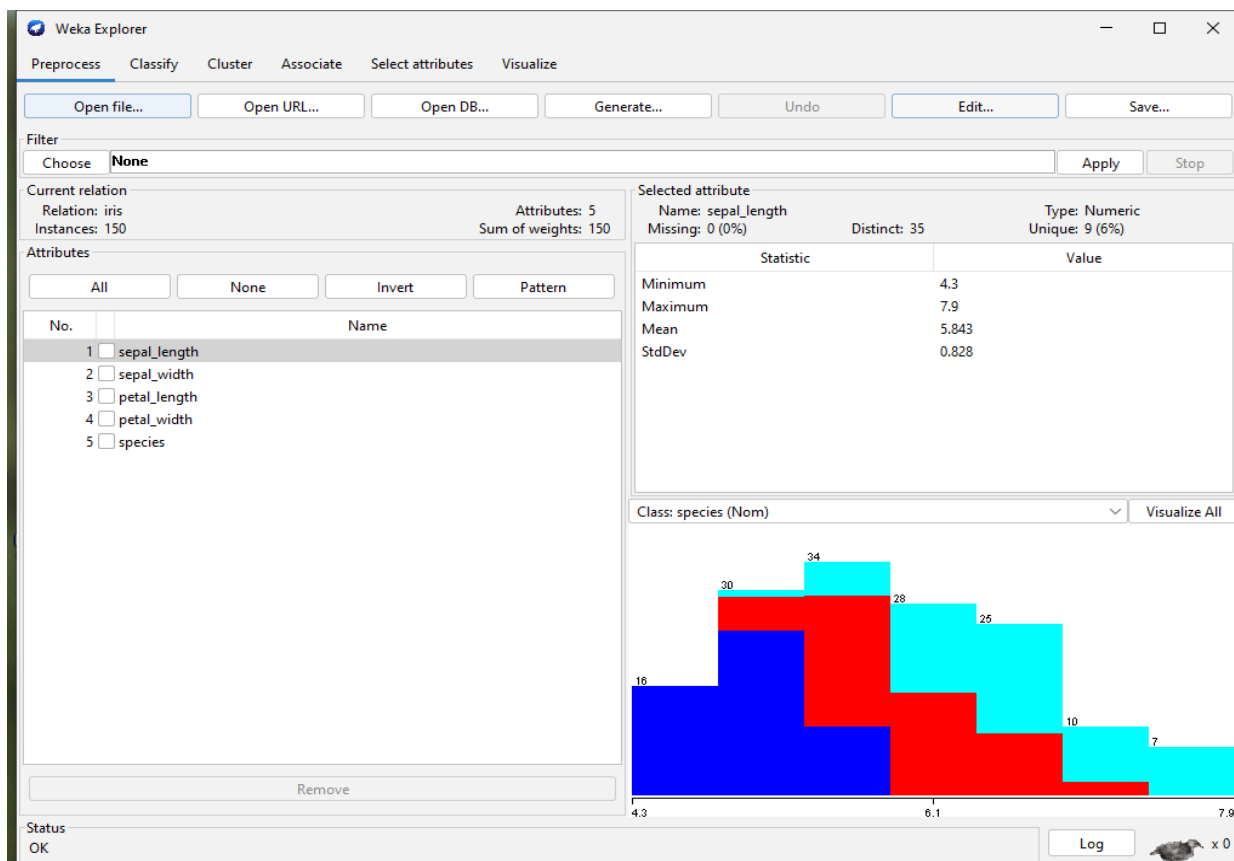 Weka Explorer
Preprocess Classify Cluster Associate Select attributes Visualize
Open file... Open URL... Open DB... Generate... Undo Edit... Save...
Filter
Choose None Apply Stop
Current relation
Relation: iris Attributes: 5
Instances: 150 Sum of weights: 150
Attributes
All None Invert Pattern
No. Name
1 sepal_length
2 sepal_width
3 petal_length
4 petal_width
5 species
Remove
Selected attribute
Name: sepal_length Type: Numeric
Missing: 0 (0%) Distinct: 35 Unique: 9 (6%)
Statistic Value
Minimum 4.3
Maximum 7.9
Mean 5.843
StdDev 0.828
Class: species (Nom) Visualize All
34
30
28
25
16
10
7
4.3 6.1 7.9
Status
OK Log x 0